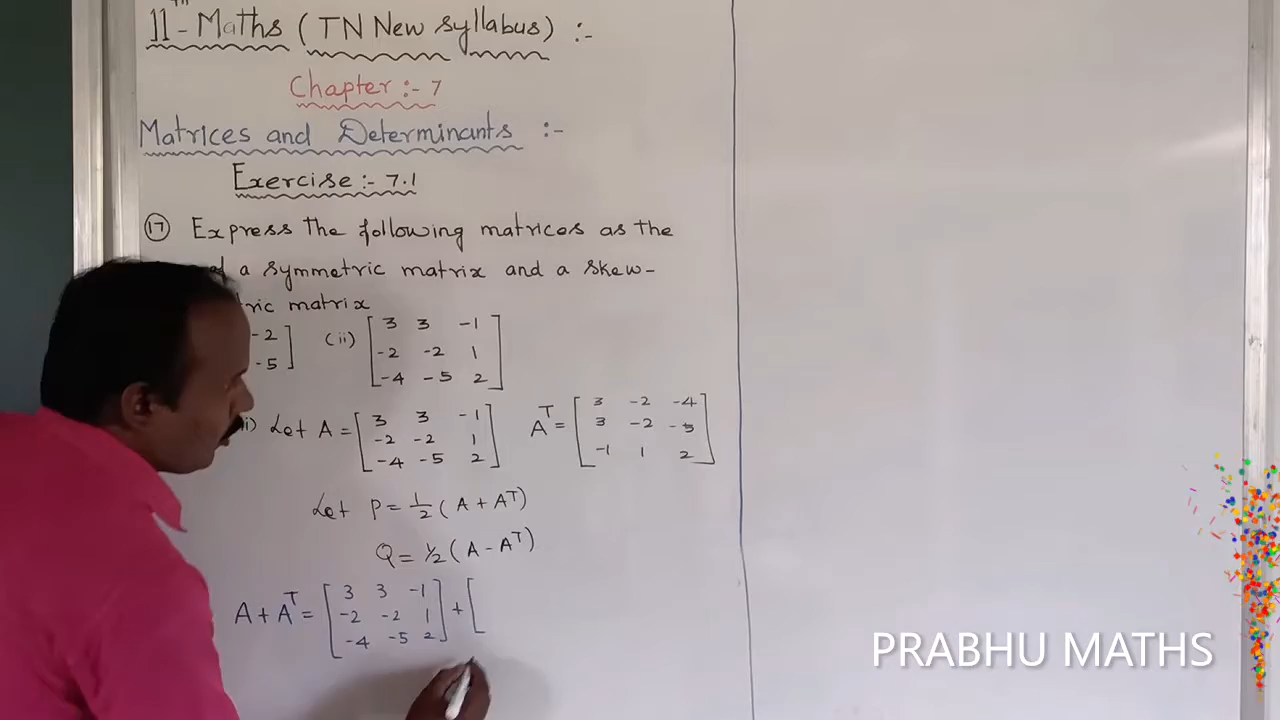 11th - Maths ( TN New syllabus) :-
Chapter :- 7
Matrices and Determinants :-
Exercise :- 7.1
(17) Express the following matrices as the
of a symmetric matrix and a skew-
ric matrix
-2 ] (ii) [ 3 3 -1
-5 ] -2 -2 1
-4 -5 2 ]
i) Let A = [ 3 3 -1 A^T = [ 3 -2 -4
-2 -2 1 3 -2 -5
-4 -5 2 ] -1 1 2 ]
Let P = 1/2 ( A + A^T)
Q = 1/2 ( A - A^T)
A + A^T = [ 3 3 -1
-2 -2 1
-4 -5 2 ] + [
PRABHU MATHS